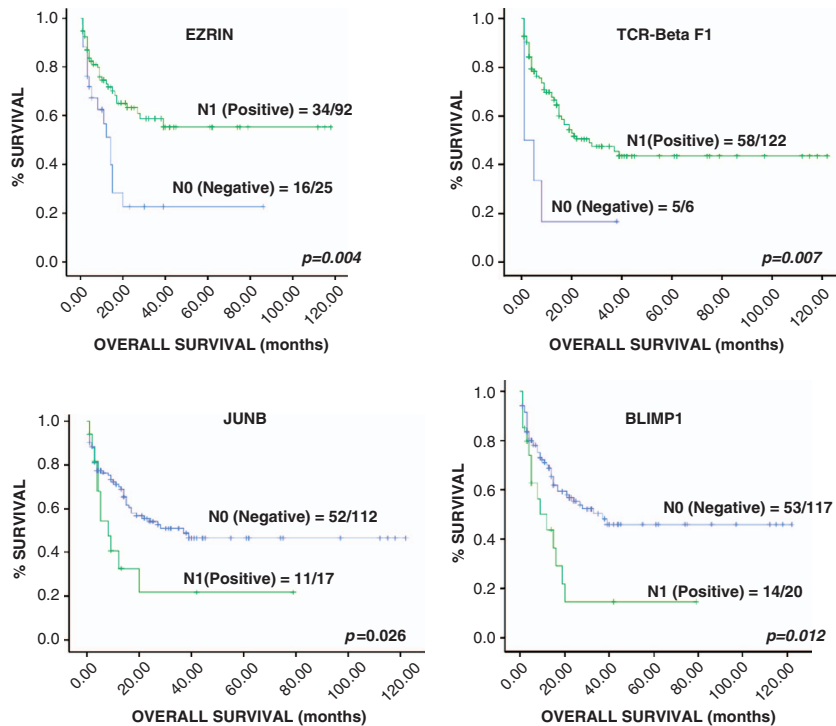 EZRIN
% SURVIVAL
1.0
0.8
0.6
0.4
0.2
0.0
N1 (Positive) = 34/92
N0 (Negative) = 16/25
p=0.004
0.00 20.00 40.00 60.00 80.00 100.00 120.00
OVERALL SURVIVAL (months)
TCR-Beta F1
% SURVIVAL
1.0
0.8
0.6
0.4
0.2
0.0
N1(Positive) = 58/122
N0 (Negative) = 5/6
p=0.007
0.00 20.00 40.00 60.00 80.00 100.00 120.00
OVERALL SURVIVAL (months)
JUNB
% SURVIVAL
1.0
0.8
0.6
0.4
0.2
0.0
N0 (Negative) = 52/112
N1(Positive) = 11/17
p=0.026
0.00 20.00 40.00 60.00 80.00 100.00 120.00
OVERALL SURVIVAL (months)
BLIMP1
% SURVIVAL
1.0
0.8
0.6
0.4
0.2
0.0
N0 (Negative) = 53/117
N1 (Positive) = 14/20
p=0.012
0.00 20.00 40.00 60.00 80.00 100.00 120.00
OVERALL SURVIVAL (months)